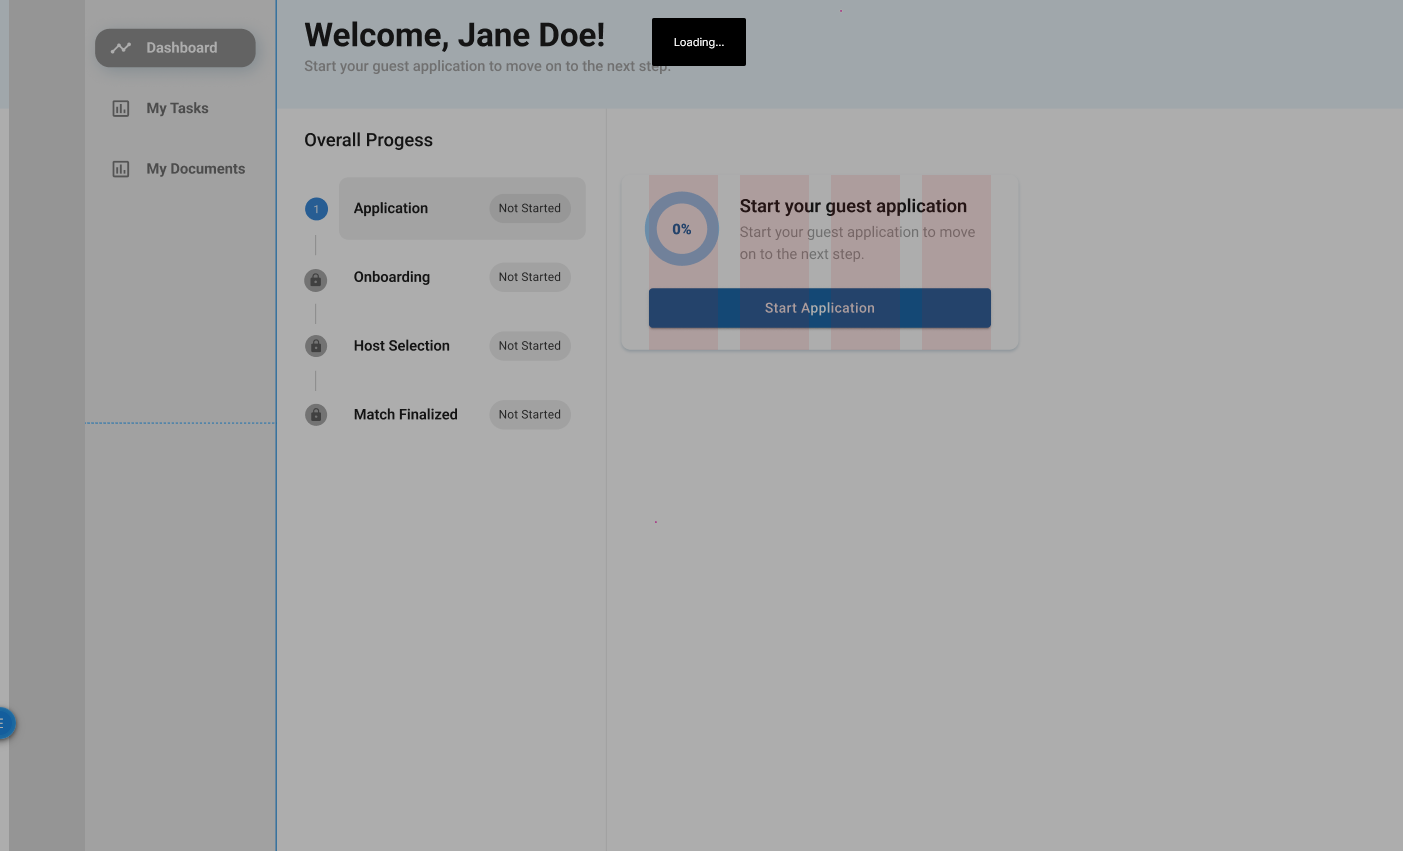 Dashboard
My Tasks
My Documents
Welcome, Jane Doe!
Start your guest application to move on to the next step.
Loading...
Overall Progess
1
Application
Not Started
Onboarding
Not Started
Host Selection
Not Started
Match Finalized
Not Started
0%
Start your guest application
Start your guest application to move
on to the next step.
Start Application